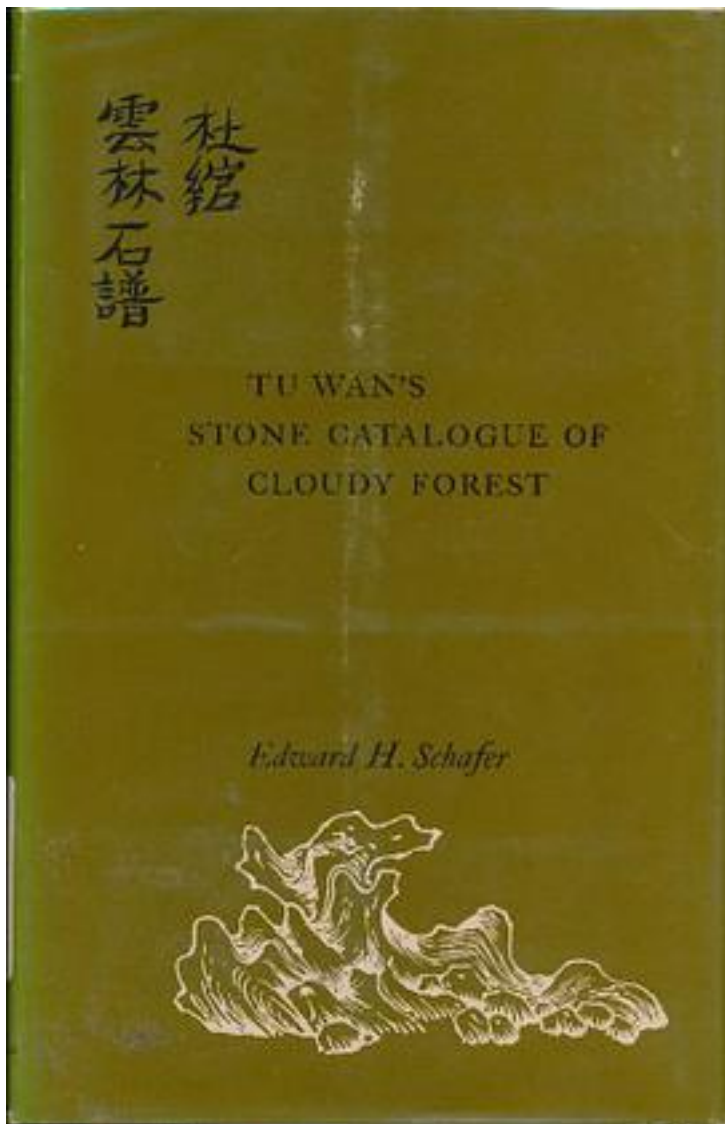 杜綰
雲林石譜
TU WAN'S
STONE CATALOGUE OF
CLOUDY FOREST
Edward H. Schafer